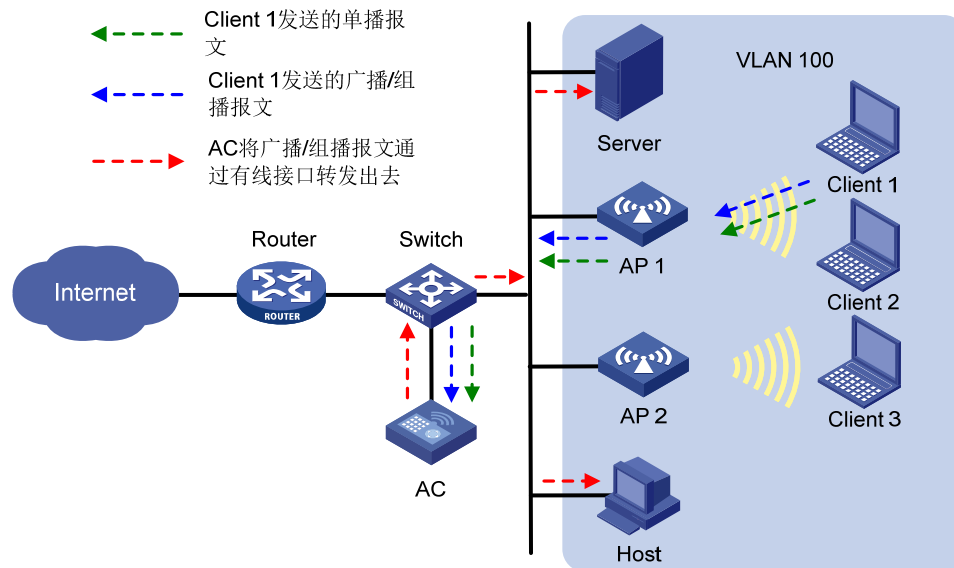 Client 1发送的单播报
文
Client 1发送的广播/组
播报文
AC将广播/组播报文通
过有线接口转发出去
VLAN 100
Server
Client 1
Router
Switch
AP 1
Internet
ROUTER
SWITCH
Client 2
AP 2
Client 3
AC
Host